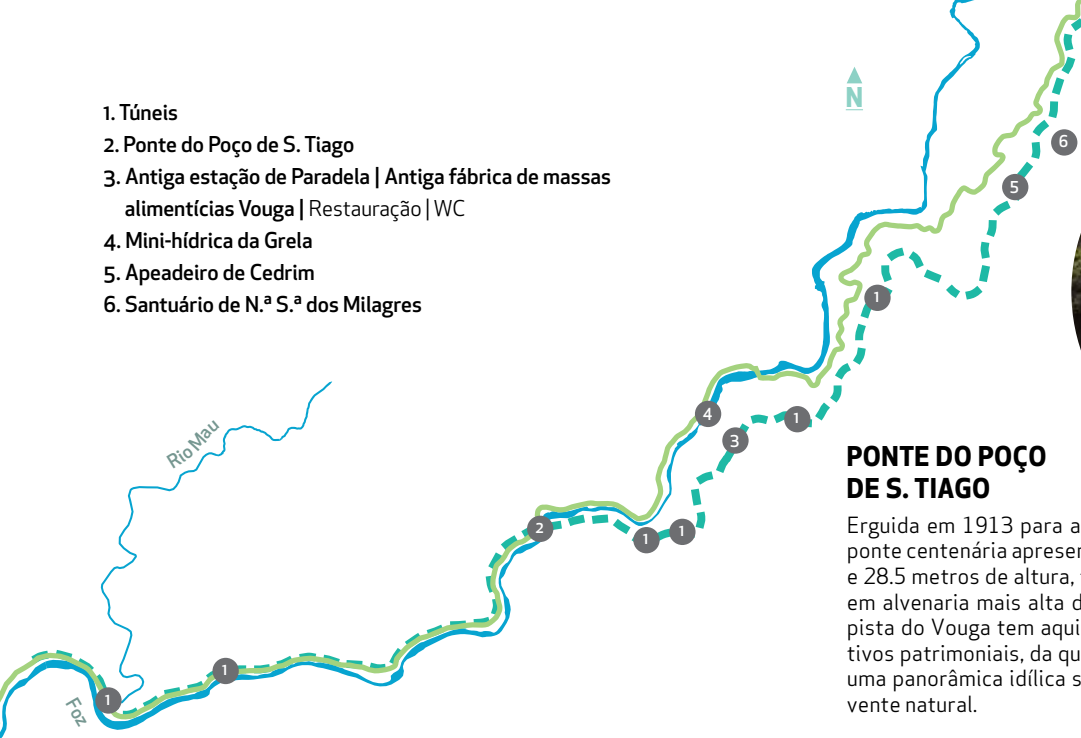 1. Túneis
2. Ponte do Poço de S. Tiago
3. Antiga estação de Paradela | Antiga fábrica de massas
alimentícias Vouga | Restauração | WC
4. Mini-hídrica da Grela
5. Apeadeiro de Cedrim
6. Santuário de N.ª S.ª dos Milagres
N
6
5
1
4
1
3
Rio Mau
2
1
1
1
1
Foz
PONTE DO POÇO
DE S. TIAGO
Erguida em 1913 para a
ponte centenária apresen
e 28.5 metros de altura,
em alvenaria mais alta d
pista do Vouga tem aqui
tivos patrimoniais, da qu
uma panorâmica idílica s
vente natural.